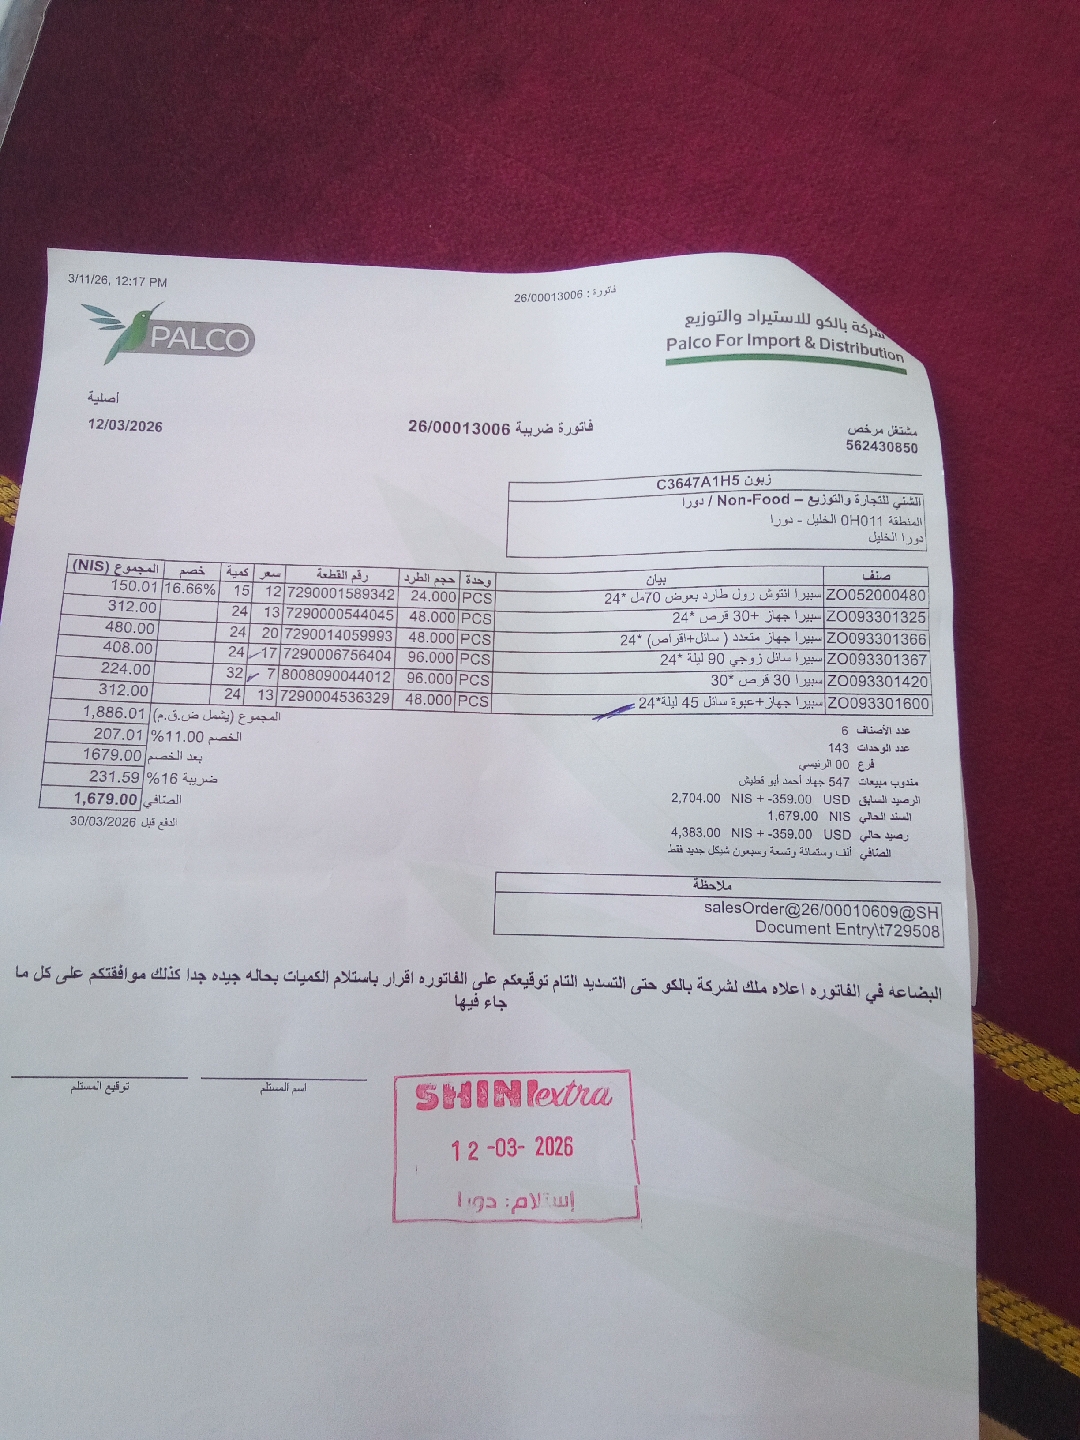 3/11/26, 12:17 PM
فاتورة : 26/00013006
PALCO
شركة بالكو للاستيراد والتوزيع
Palco For Import & Distribution
أصلية
12/03/2026
فاتورة ضريبة 26/00013006
مشتغل مرخص
562430850
زبون C3647A1H5
الشني للتجارة والتوزيع – Non-Food / دورا
المنطقة 0H011 الخليل - دورا
دورا الخليل
صنف بيان وحدة حجم الطرد رقم القطعة سعر كمية خصم المجموع (NIS)
ZO052000480 سبيرا انتوش رول طارد بعوض 70مل *24 PCS 24.000 7290001589342 12 15 16.66% 150.01
ZO093301325 سبيرا جهاز +30 قرص *24 PCS 48.000 7290000544045 13 24 312.00
ZO093301366 سبيرا جهاز متعدد ( سائل+اقراص) *24 PCS 48.000 7290014059993 20 24 480.00
ZO093301367 سبيرا سائل زوجي 90 ليلة *24 PCS 96.000 7290006756404 17 24 408.00
ZO093301420 سبيرا 30 قرص *30 PCS 96.000 8008090044012 7 32 224.00
ZO093301600 سبيرا جهاز+عبوة سائل 45 ليلة*24 PCS 48.000 7290004536329 13 24 312.00
المجموع (يشمل ض.ق.م) 1,886.01
الخصم 11.00% 207.01
بعد الخصم 1679.00
ضريبة 16% 231.59
الصافي 1,679.00
الدفع قبل 30/03/2026
عدد الأصناف 6
عدد الوحدات 143
فرع 00 الرئيسي
مندوب مبيعات 547 جهاد أحمد أبو قطيش
الرصيد السابق 2,704.00 NIS + -359.00 USD
السند الحالي 1,679.00 NIS
رصيد حالي 4,383.00 NIS + -359.00 USD
الصافي ألف وستمائة وتسعة وسبعون شيكل جديد فقط
ملاحظة
salesOrder@26/00010609@SH
Document Entry\t729508
البضاعه في الفاتوره اعلاه ملك لشركة بالكو حتى التسديد التام توقيعكم على الفاتوره اقرار باستلام الكميات بحاله جيده جدا كذلك موافقتكم على كل ما
جاء فيها
اسم المستلم
توقيع المستلم
SHINI extra
12 -03- 2026
إستلام: دورا